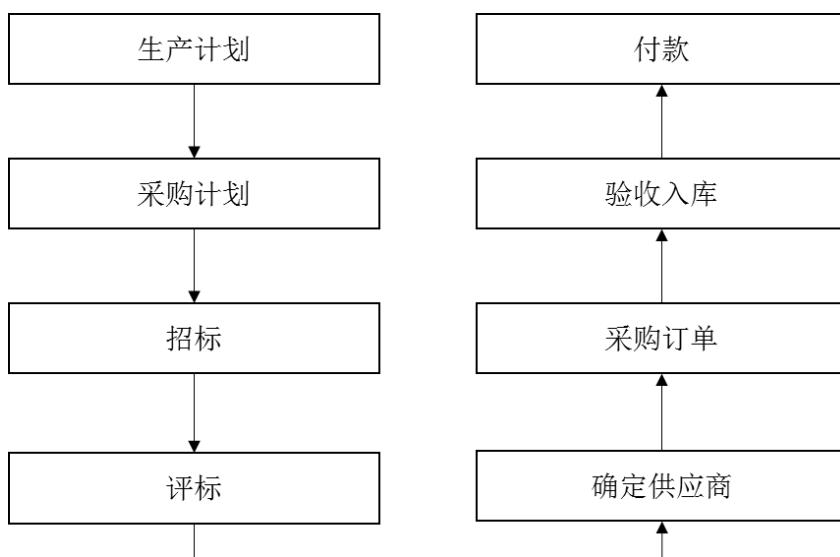 生产计划
采购计划
招标
评标
确定供应商
采购订单
验收入库
付款